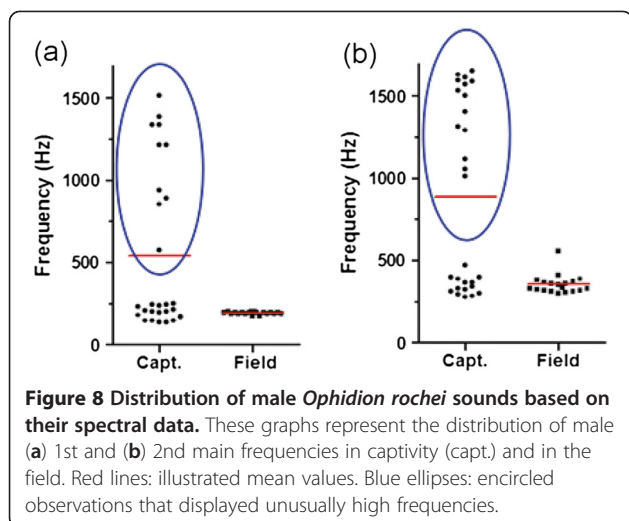 (a)
(b)
Frequency (Hz)
1500
1000
500
0
Capt. Field
Frequency (Hz)
1500
1000
500
0
Capt. Field
Figure 8 Distribution of male Ophidion rochei sounds based on
their spectral data. These graphs represent the distribution of male
(a) 1st and (b) 2nd main frequencies in captivity (capt.) and in the
field. Red lines: illustrated mean values. Blue ellipses: encircled
observations that displayed unusually high frequencies.